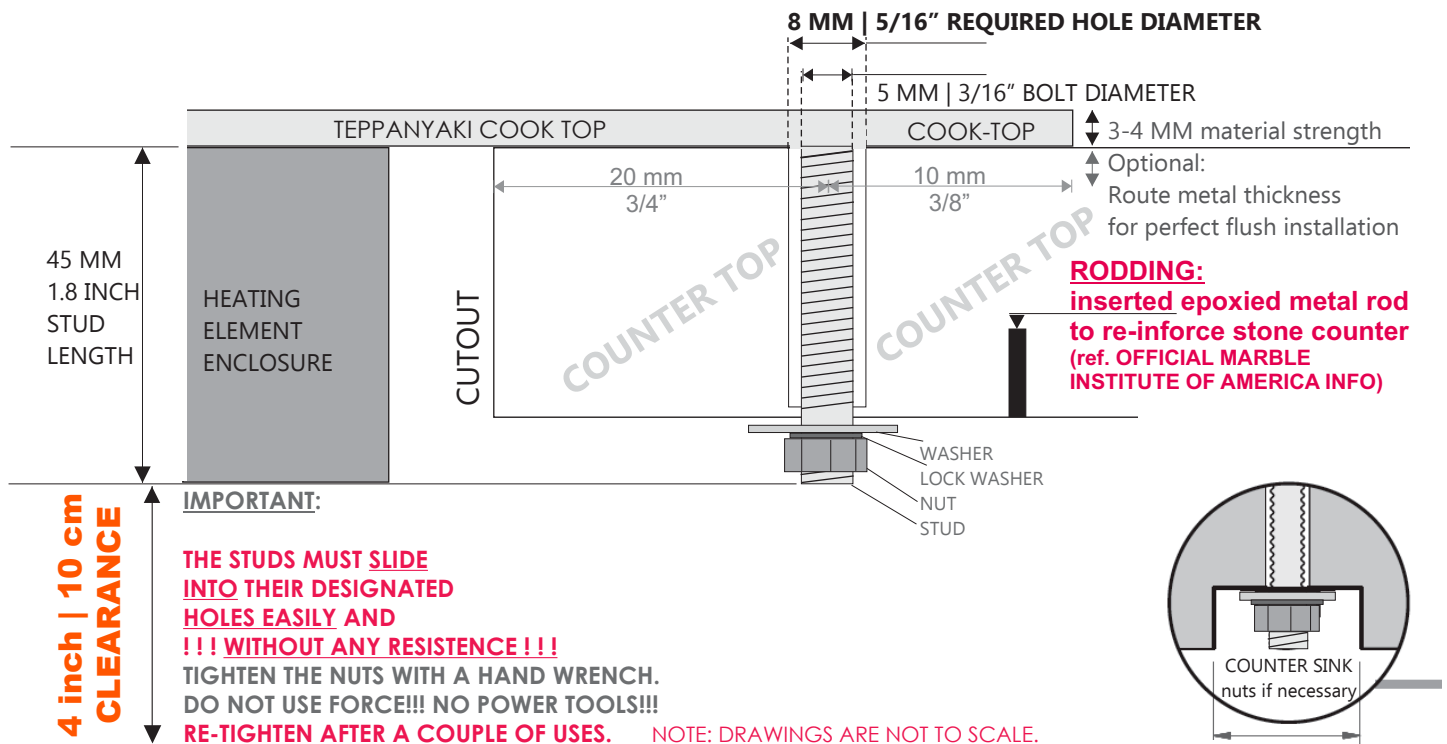 8 MM | 5/16” REQUIRED HOLE DIAMETER
5 MM | 3/16” BOLT DIAMETER
TEPPANYAKI COOK TOP
COOK-TOP
3-4 MM material strength
Optional:
Route metal thickness
for perfect flush installation
20 mm
3/4”
10 mm
3/8”
45 MM
1.8 INCH
STUD
LENGTH
HEATING
ELEMENT
ENCLOSURE
CUTOUT
COUNTER TOP
COUNTER TOP
RODDING:
inserted epoxied metal rod
to re-inforce stone counter
(ref. OFFICIAL MARBLE
INSTITUTE OF AMERICA INFO)
WASHER
LOCK WASHER
NUT
STUD
4 inch | 10 cm
CLEARANCE
IMPORTANT:
THE STUDS MUST SLIDE
INTO THEIR DESIGNATED
HOLES EASILY AND
! ! ! WITHOUT ANY RESISTENCE ! ! !
TIGHTEN THE NUTS WITH A HAND WRENCH.
DO NOT USE FORCE!!! NO POWER TOOLS!!!
RE-TIGHTEN AFTER A COUPLE OF USES.
NOTE: DRAWINGS ARE NOT TO SCALE.
COUNTER SINK
nuts if necessary